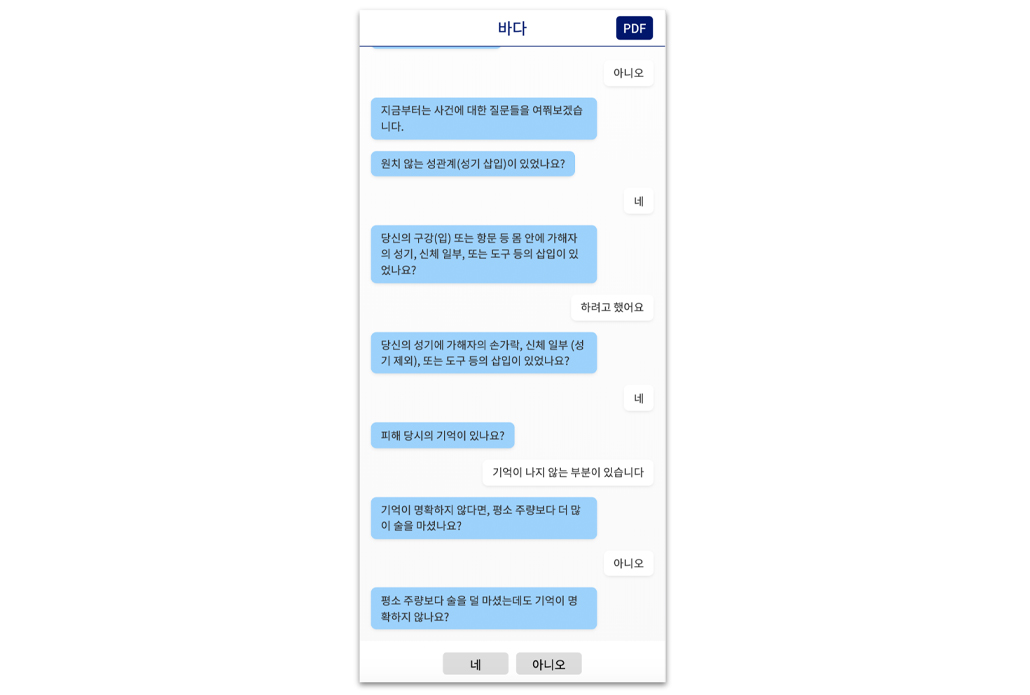 바다
PDF
아니오
지금부터는 사건에 대한 질문들을 여쭤보겠습
니다.
원치 않는 성관계(성기 삽입)이 있었나요?
네
당신의 구강(입) 또는 항문 등 몸 안에 가해자
의 성기, 신체 일부, 또는 도구 등의 삽입이 있
었나요?
하려고 했어요
당신의 성기에 가해자의 손가락, 신체 일부 (성
기 제외), 또는 도구 등의 삽입이 있었나요?
네
피해 당시의 기억이 있나요?
기억이 나지 않는 부분이 있습니다
기억이 명확하지 않다면, 평소 주량보다 더 많
이 술을 마셨나요?
아니오
평소 주량보다 술을 덜 마셨는데도 기억이 명
확하지 않나요?
네
아니오